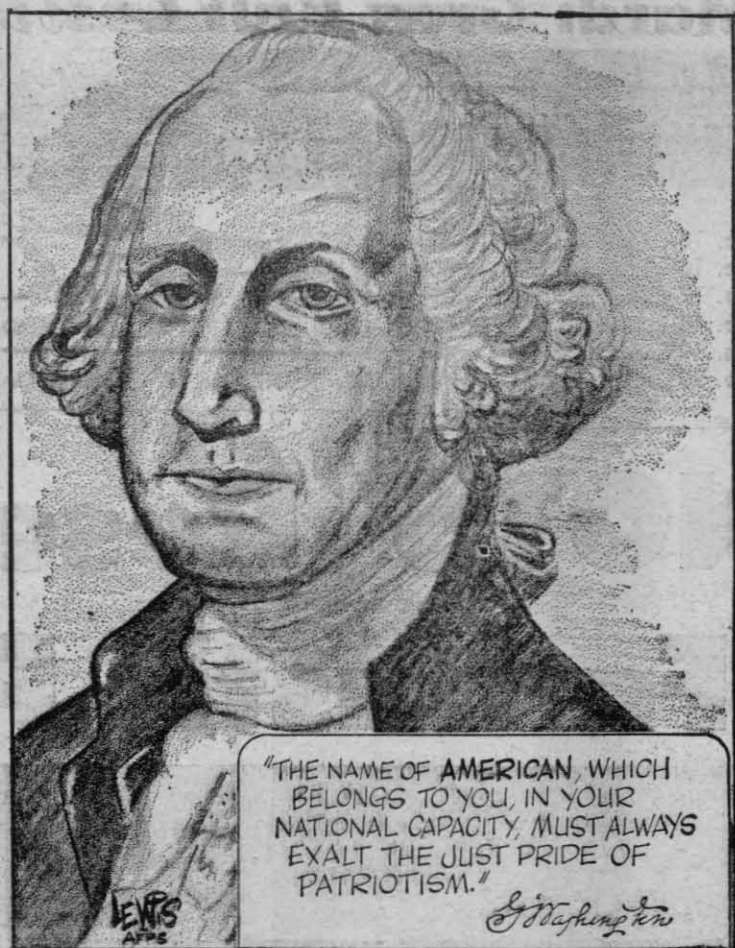 "THE NAME OF AMERICAN, WHICH
BELONGS TO YOU, IN YOUR
NATIONAL CAPACITY, MUST ALWAYS
EXALT THE JUST PRIDE OF
PATRIOTISM."
G Washington
LEWIS
AFPS